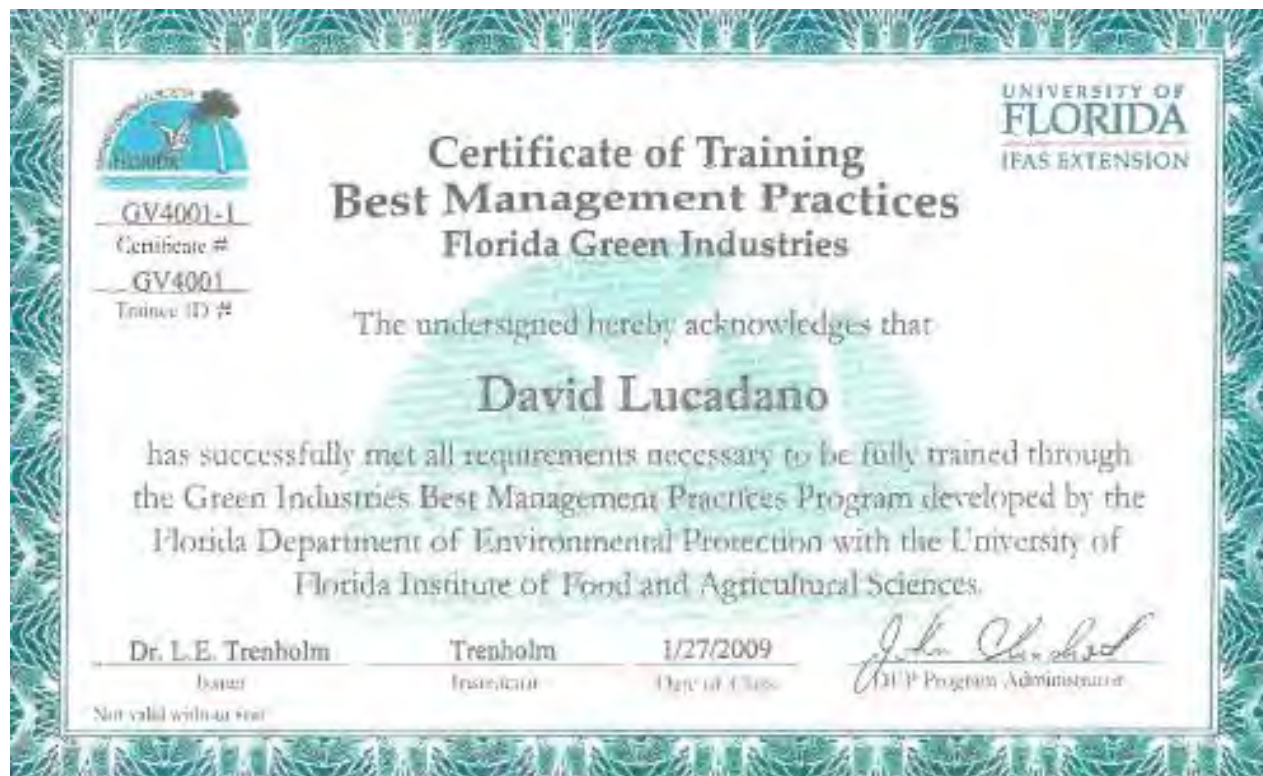 UNIVERSITY OF
FLORIDA
IFAS EXTENSION
FLORIDA
GV4001-1
Certificate #
GV4001
Trainee ID #
Certificate of Training
Best Management Practices
Florida Green Industries
The undersigned hereby acknowledges that
David Lucadano
has successfully met all requirements necessary to be fully trained through
the Green Industries Best Management Practices Program developed by the
Florida Department of Environmental Protection with the University of
Florida Institute of Food and Agricultural Sciences.
Dr. L.E. Trenholm
Trenholm
1/27/2009
Issuer
Instructor
Date of Class
DEP Program Administrator
Not valid without seal